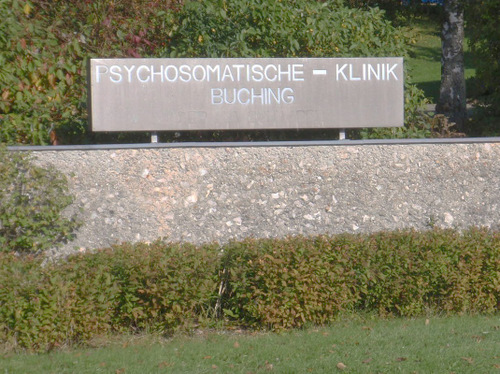 PSYCHOSOMATISCHE - KLINIK
BUCHING